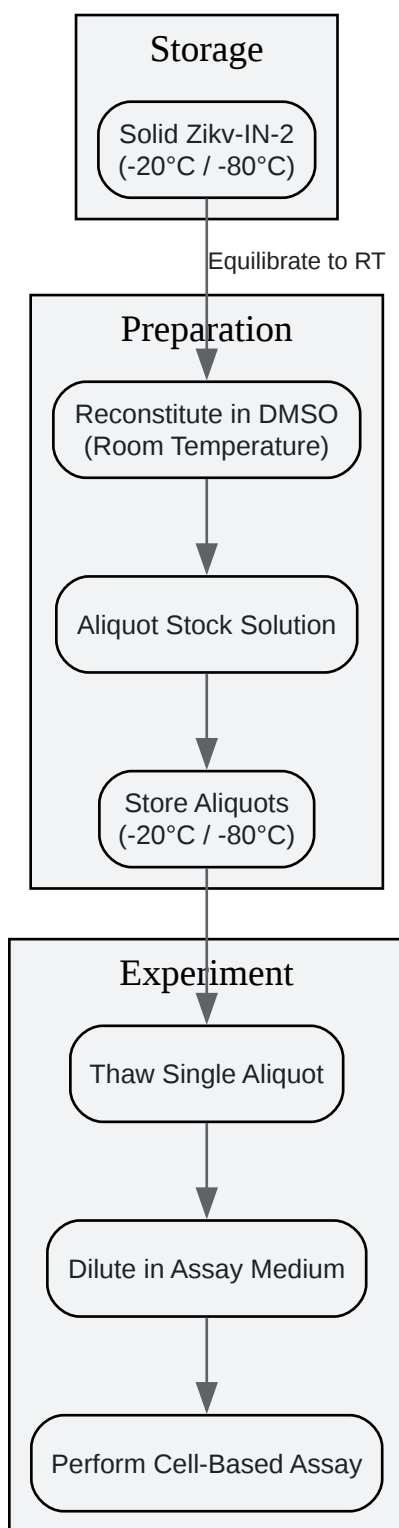 Storage
Solid Zikv-IN-2
(-20°C / -80°C)
Equilibrate to RT
Preparation
Reconstitute in DMSO
(Room Temperature)
Aliquot Stock Solution
Store Aliquots
(-20°C / -80°C)
Experiment
Thaw Single Aliquot
Dilute in Assay Medium
Perform Cell-Based Assay